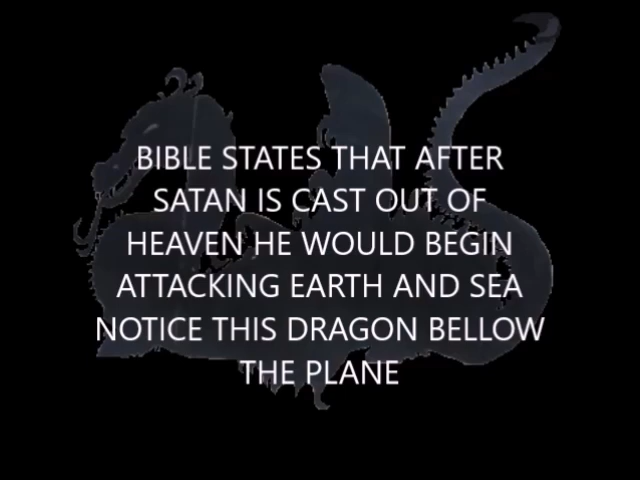 BIBLE STATES THAT AFTER
SATAN IS CAST OUT OF
HEAVEN HE WOULD BEGIN
ATTACKING EARTH AND SEA
NOTICE THIS DRAGON BELLOW
THE PLANE